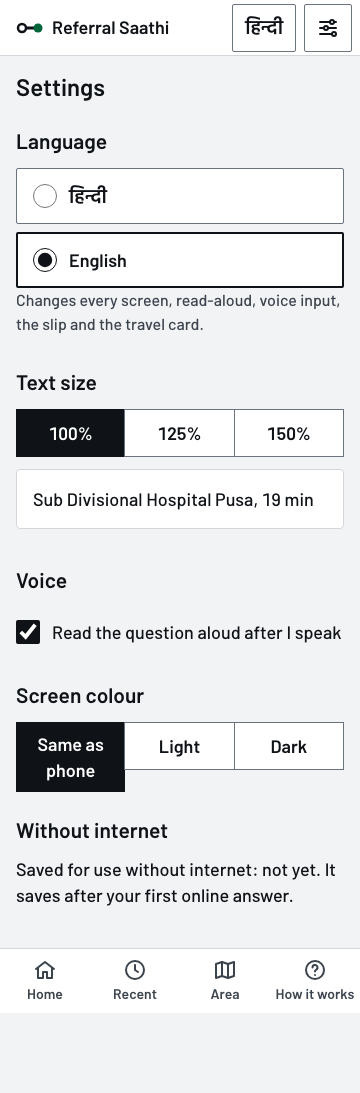 Referral Saathi
हिन्दी
Settings
Language
हिन्दी
English
Changes every screen, read-aloud, voice input,
the slip and the travel card.
Text size
100%
125%
150%
Sub Divisional Hospital Pusa, 19 min
Voice
Read the question aloud after I speak
Screen colour
Same as
phone
Light
Dark
Without internet
Saved for use without internet: not yet. It
saves after your first online answer.
Home
Recent
Area
How it works